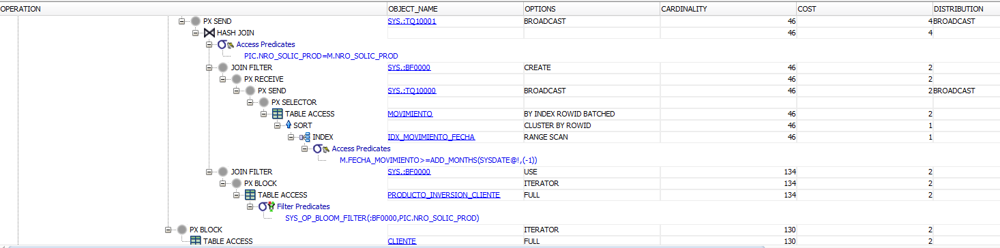 OPERATION OBJECT_NAME OPTIONS CARDINALITY COST DISTRIBUTION
PX SEND SYS.:TQ10001 BROADCAST 46 4 BROADCAST
HASH JOIN 46 4
Access Predicates
PIC.NRO_SOLIC_PROD=M.NRO_SOLIC_PROD
JOIN FILTER SYS.:BF0000 CREATE 46 2
PX RECEIVE 46 2
PX SEND SYS.:TQ10000 BROADCAST 46 2 BROADCAST
PX SELECTOR
TABLE ACCESS MOVIMIENTO BY INDEX ROWID BATCHED 46 2
SORT CLUSTER BY ROWID 46 1
INDEX IDX_MOVIMIENTO_FECHA RANGE SCAN 46 1
Access Predicates
M.FECHA_MOVIMIENTO>=ADD_MONTHS(SYSDATE@!,(-1))
JOIN FILTER SYS.:BF0000 USE 134 2
PX BLOCK ITERATOR 134 2
TABLE ACCESS PRODUCTO_INVERSION_CLIENTE FULL 134 2
Filter Predicates
SYS_OP_BLOOM_FILTER(:BF0000,PIC.NRO_SOLIC_PROD)
PX BLOCK ITERATOR 130 2
TABLE ACCESS CLIENTE FULL 130 2